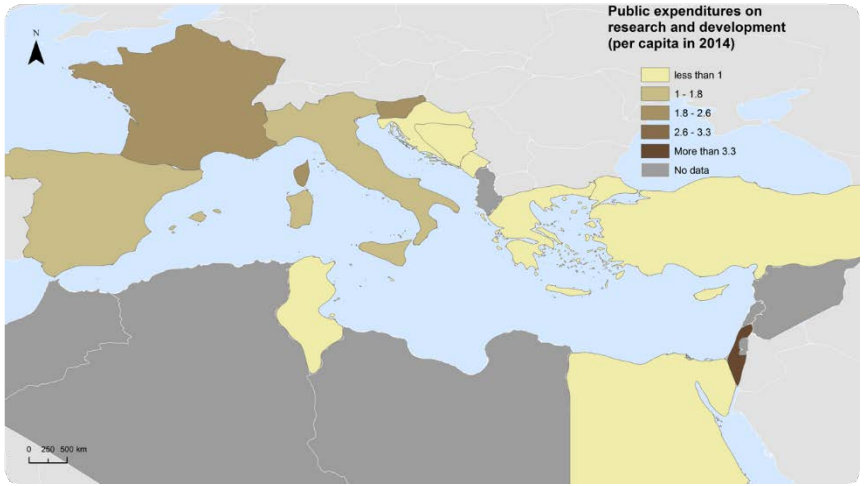 Public expenditures on
research and development
(per capita in 2014)
less than 1
1 - 1.8
1.8 - 2.6
2.6 - 3.3
More than 3.3
No data
N
0 250 500 km